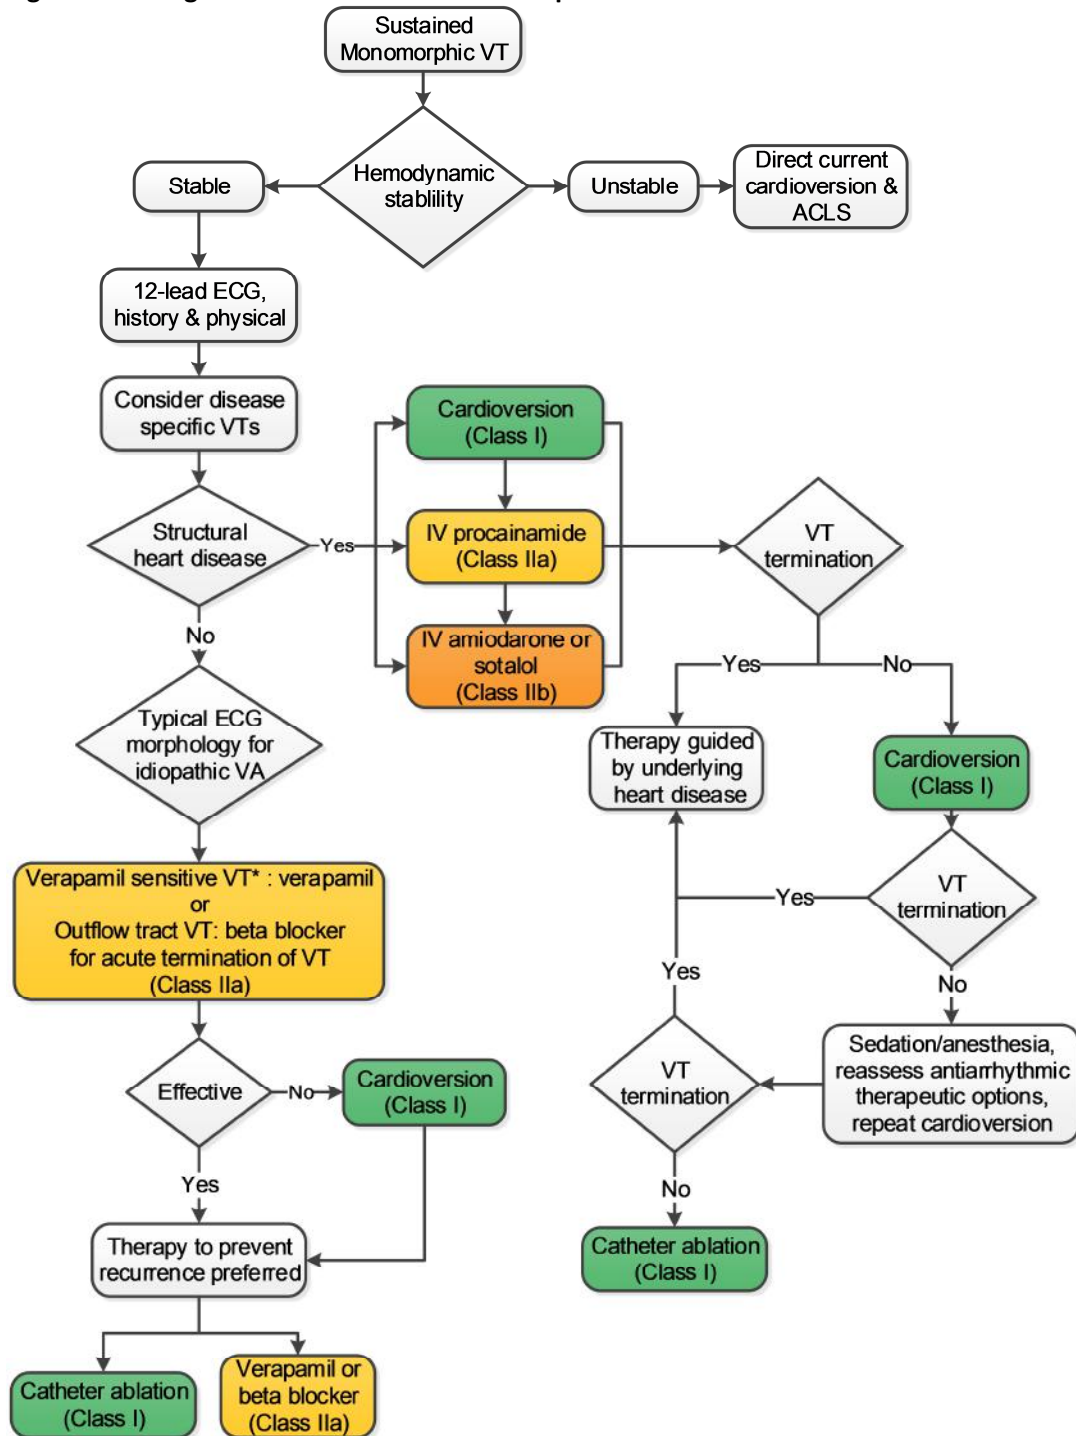 Sustained
Monomorphic VT
Hemodynamic
stablility
Stable
Unstable
Direct current
cardioversion &
ACLS
12-lead ECG,
history & physical
Consider disease
specific VTs
Structural
heart disease
Yes
No
Cardioversion
(Class I)
IV procainamide
(Class IIa)
IV amiodarone or
sotalol
(Class IIb)
VT
termination
Yes
No
Therapy guided
by underlying
heart disease
Cardioversion
(Class I)
VT
termination
Yes
No
Sedation/anesthesia,
reassess antiarrhythmic
therapeutic options,
repeat cardioversion
VT
termination
Yes
No
Catheter ablation
(Class I)
Typical ECG
morphology for
idiopathic VA
Verapamil sensitive VT* : verapamil
or
Outflow tract VT: beta blocker
for acute termination of VT
(Class IIa)
Effective
No
Cardioversion
(Class I)
Yes
Therapy to prevent
recurrence preferred
Catheter ablation
(Class I)
Verapamil or
beta blocker
(Class IIa)